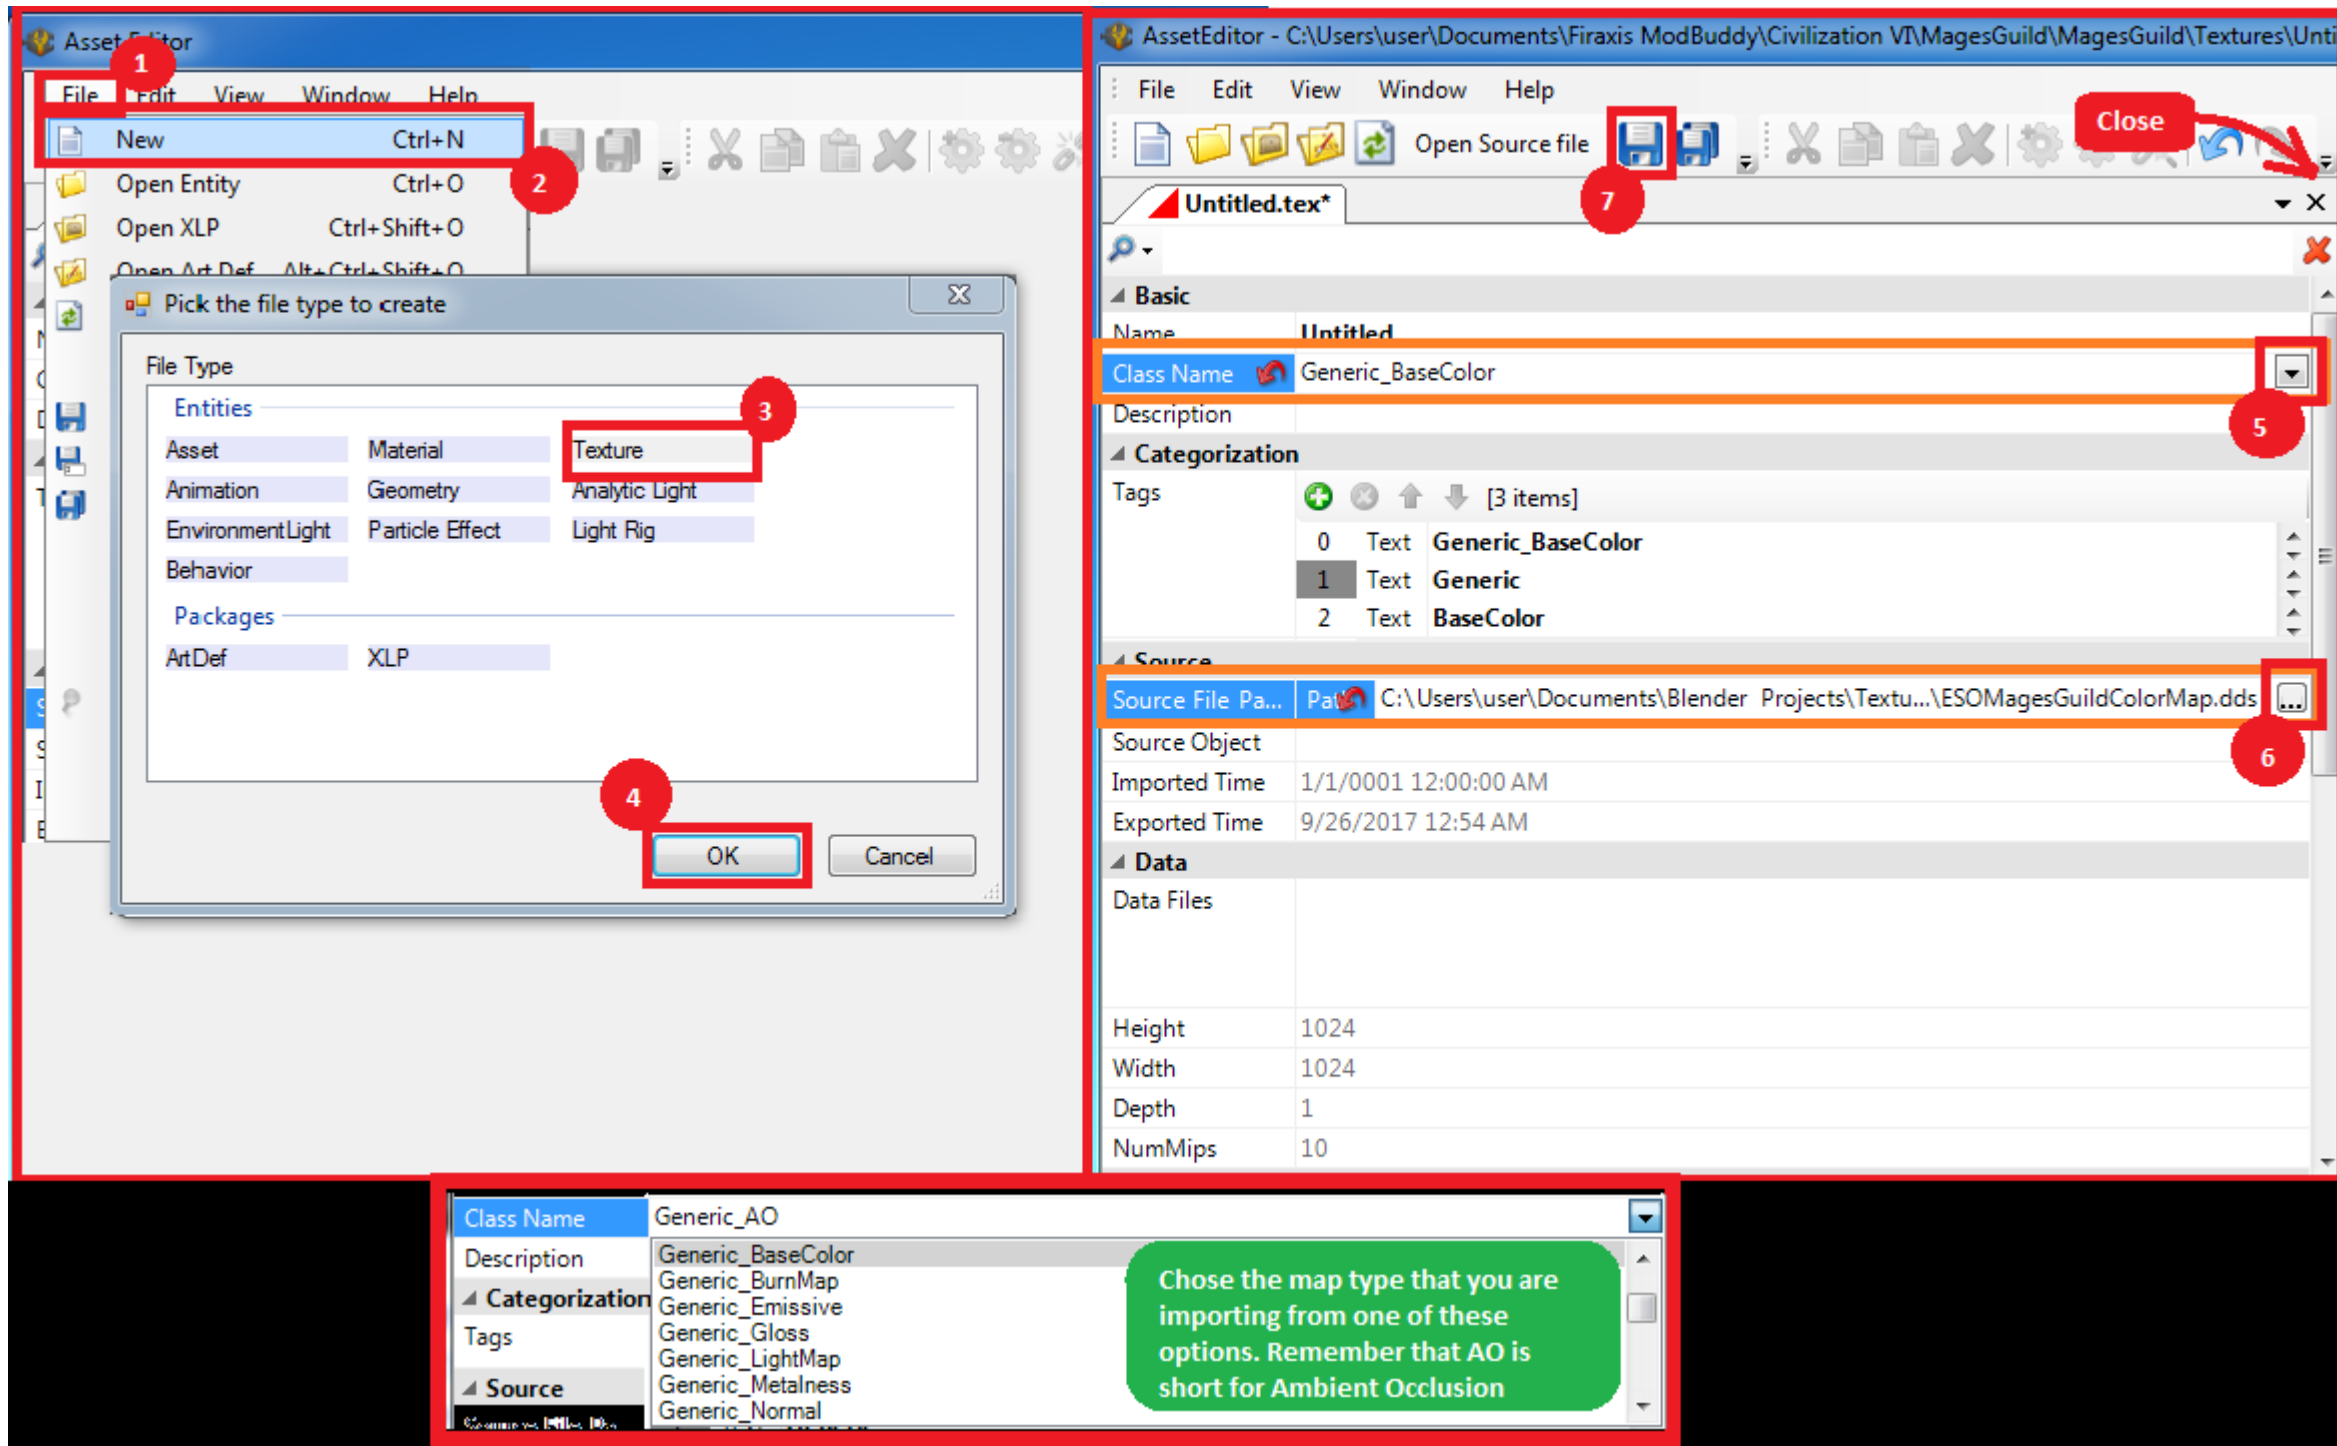 Asset Editor
1
File Edit View Window Help
New Ctrl+N
2
Open Entity Ctrl+O
Open XLP Ctrl+Shift+O
Open Art Def Alt+Ctrl+Shift+O
Pick the file type to create
File Type
Entities
3
Asset Material Texture
Animation Geometry Analytic Light
EnvironmentLight Particle Effect Light Rig
Behavior
Packages
ArtDef XLP
4
OK Cancel
AssetEditor - C:\Users\user\Documents\Firaxis ModBuddy\Civilization VI\MagesGuild\MagesGuild\Textures\Unti
File Edit View Window Help
Close
Open Source file
7
Untitled.tex*
Basic
Name Untitled
Class Name Generic_BaseColor
5
Description
Categorization
Tags [3 items]
0 Text Generic_BaseColor
1 Text Generic
2 Text BaseColor
Source
Source File Pa... Pat C:\Users\user\Documents\Blender Projects\Textu...\ESOMagesGuildColorMap.dds ...
6
Source Object
Imported Time 1/1/0001 12:00:00 AM
Exported Time 9/26/2017 12:54 AM
Data
Data Files
Height 1024
Width 1024
Depth 1
NumMips 10
Class Name Generic_AO
Description
Categorization
Tags
Source
Generic_BaseColor
Generic_BurnMap
Generic_Emissive
Generic_Gloss
Generic_LightMap
Generic_Metalness
Generic_Normal
Chose the map type that you are
importing from one of these
options. Remember that AO is
short for Ambient Occlusion